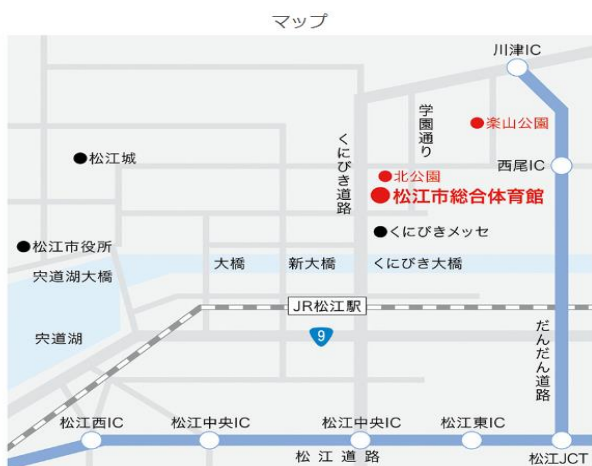 マップ
川津IC
学園通り
楽山公園
くにびき道路
松江城
西尾IC
北公園
松江市総合体育館
くにびきメッセ
松江市役所
大橋
新大橋
くにびき大橋
宍道湖大橋
JR松江駅
9
宍道湖
だんだん道路
松江西IC
松江中央IC
松江中央IC
松江東IC
松江道路
松江JCT